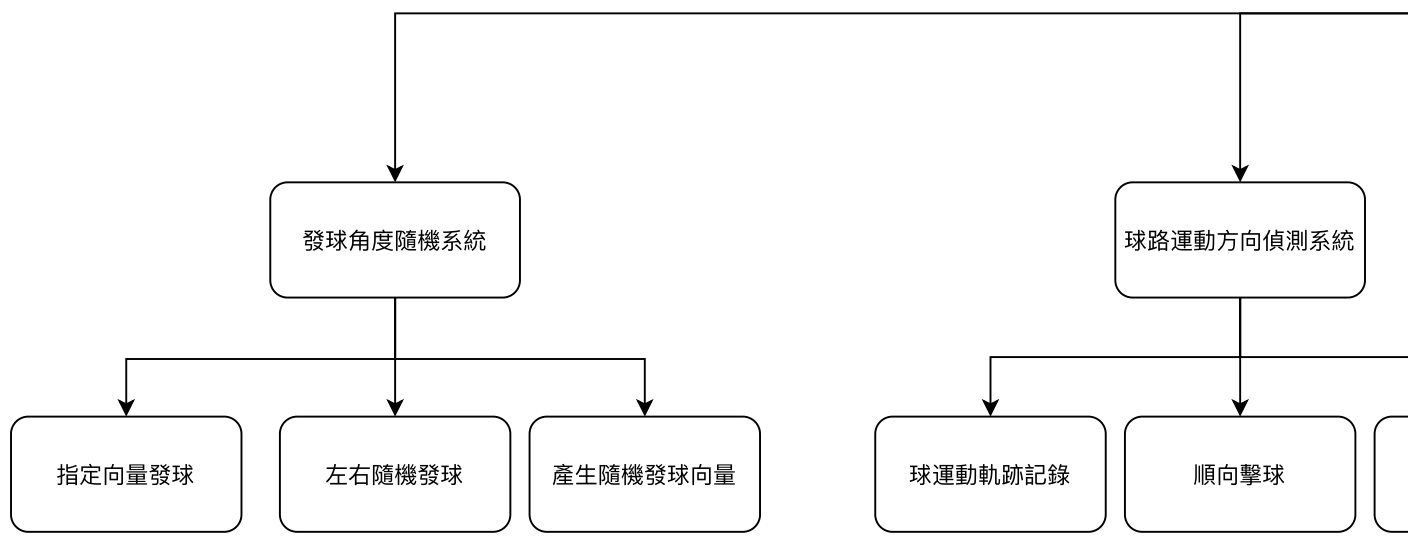 發球角度隨機系統
球路運動方向偵測系統
指定向量發球
左右隨機發球
產生隨機發球向量
球運動軌跡記錄
順向擊球